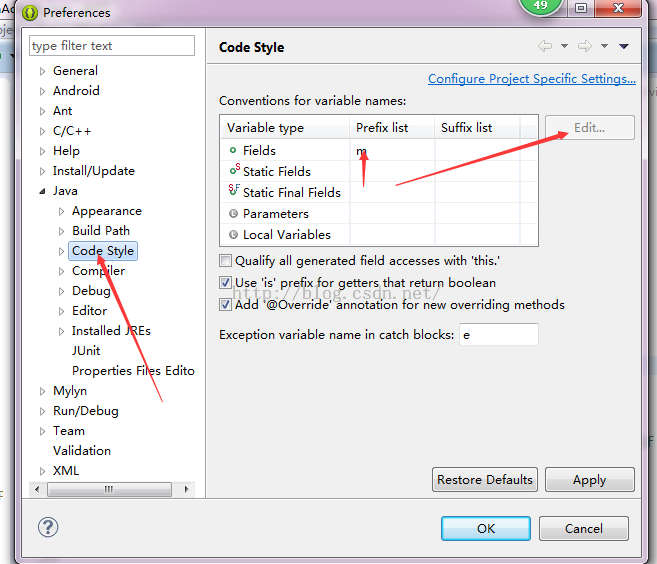 Preferences
49
type filter text
General
Android
Ant
C/C++
Help
Install/Update
Java
Appearance
Build Path
Code Style
Compiler
Debug
Editor
Installed JREs
JUnit
Properties Files Edito
Mylyn
Run/Debug
Team
Validation
XML
Code Style
Configure Project Specific Settings...
Conventions for variable names:
Variable type Prefix list Suffix list
Edit...
Fields m
Static Fields
Static Final Fields
Parameters
Local Variables
Qualify all generated field accesses with 'this.'
Use 'is' prefix for getters that return boolean
http://blog.csdn.net/
Add '@Override' annotation for new overriding methods
Exception variable name in catch blocks: e
Restore Defaults Apply
OK Cancel